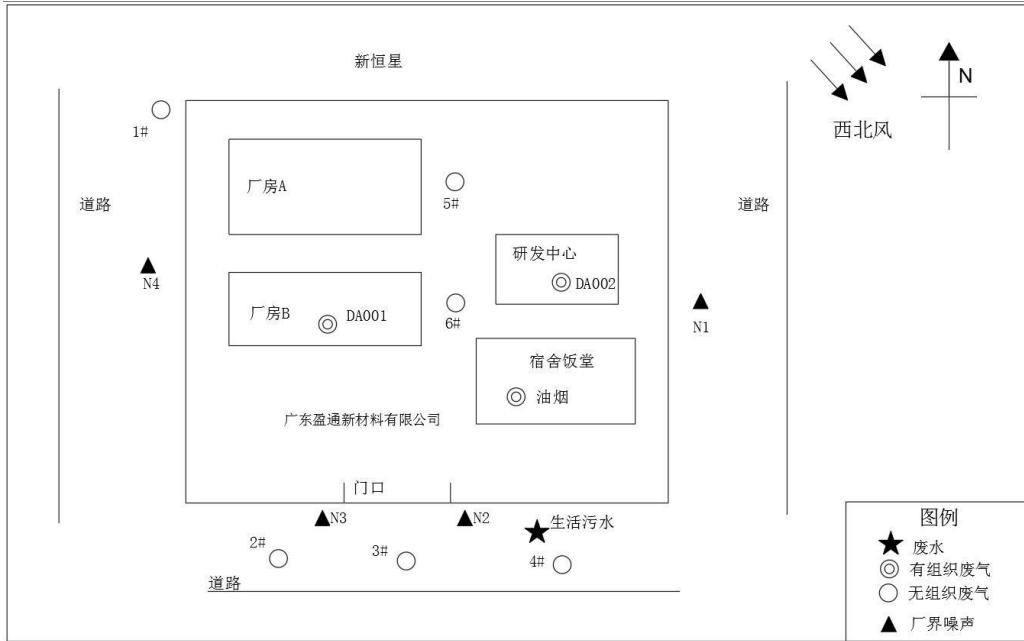 新恒星
N
西北风
1#
厂房A
5#
道路
道路
研发中心
DA002
N4
厂房B
DA001
6#
N1
宿舍饭堂
油烟
广东盈通新材料有限公司
门口
N3
N2
生活污水
2#
3#
4#
道路
图例
废水
有组织废气
无组织废气
厂界噪声